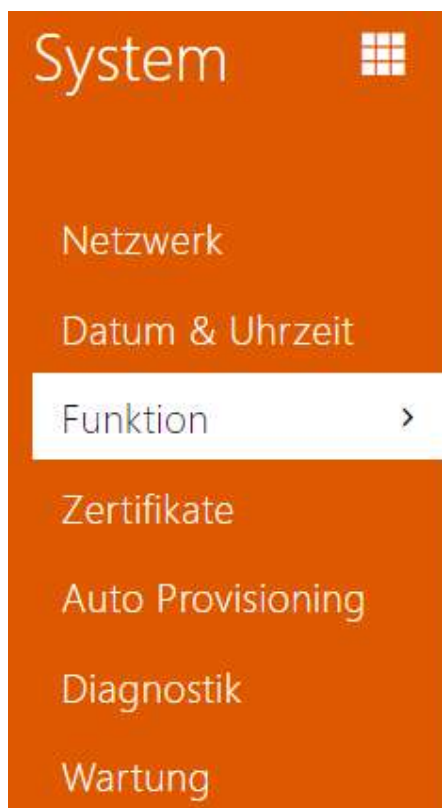 System
Netzwerk
Datum & Uhrzeit
Funktion
Zertifikate
Auto Provisioning
Diagnostik
Wartung